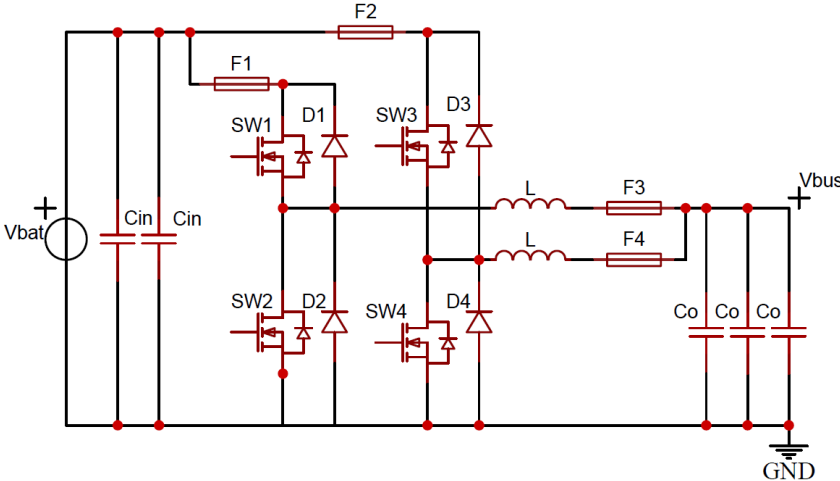 F2
F1
SW1
D1
SW3
D3
Vbat
Cin
Cin
L
F3
Vbus
L
F4
SW2
D2
SW4
D4
Co
Co
Co
GND